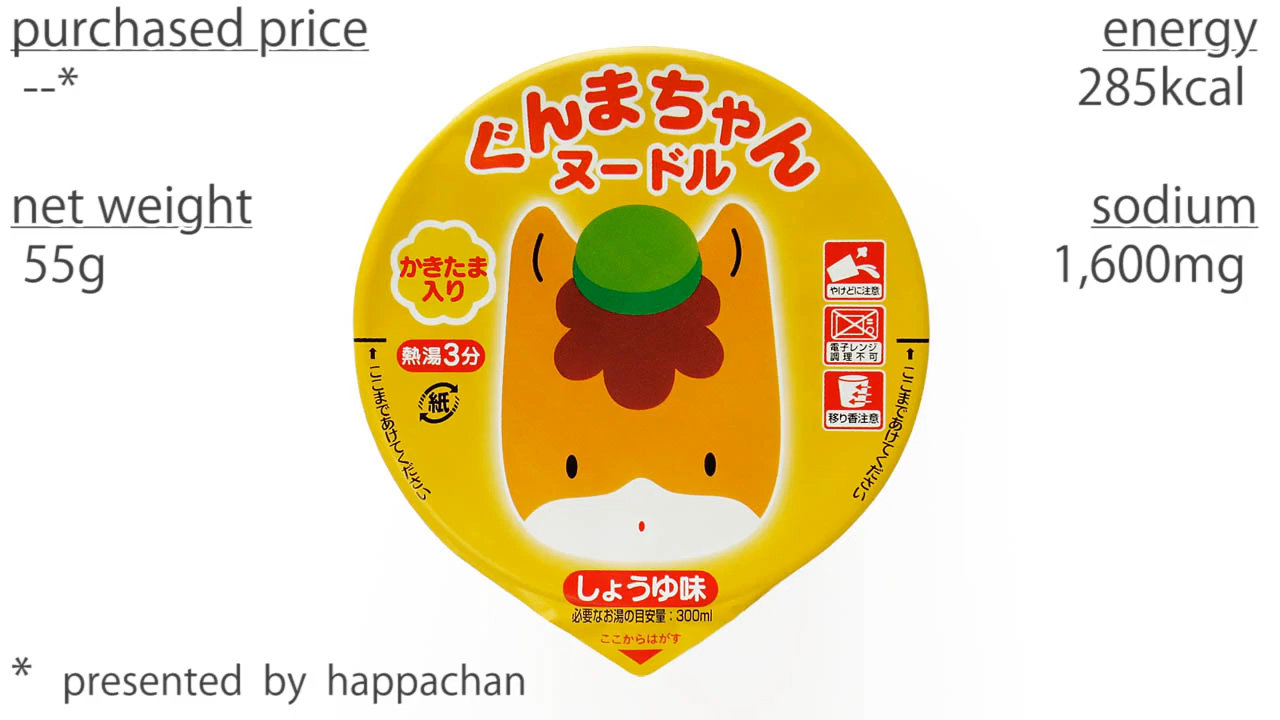 purchased price
--*
energy
285kcal
net weight
55g
sodium
1,600mg
ぐんまちゃん
ヌードル
かきたま
入り
熱湯3分
紙
やけどに注意
電子レンジ
調理不可
移り香注意
ここまであけてください
ここまであけてください
しょうゆ味
必要なお湯の目安量：300ml
ここからはがす
* presented by happachan